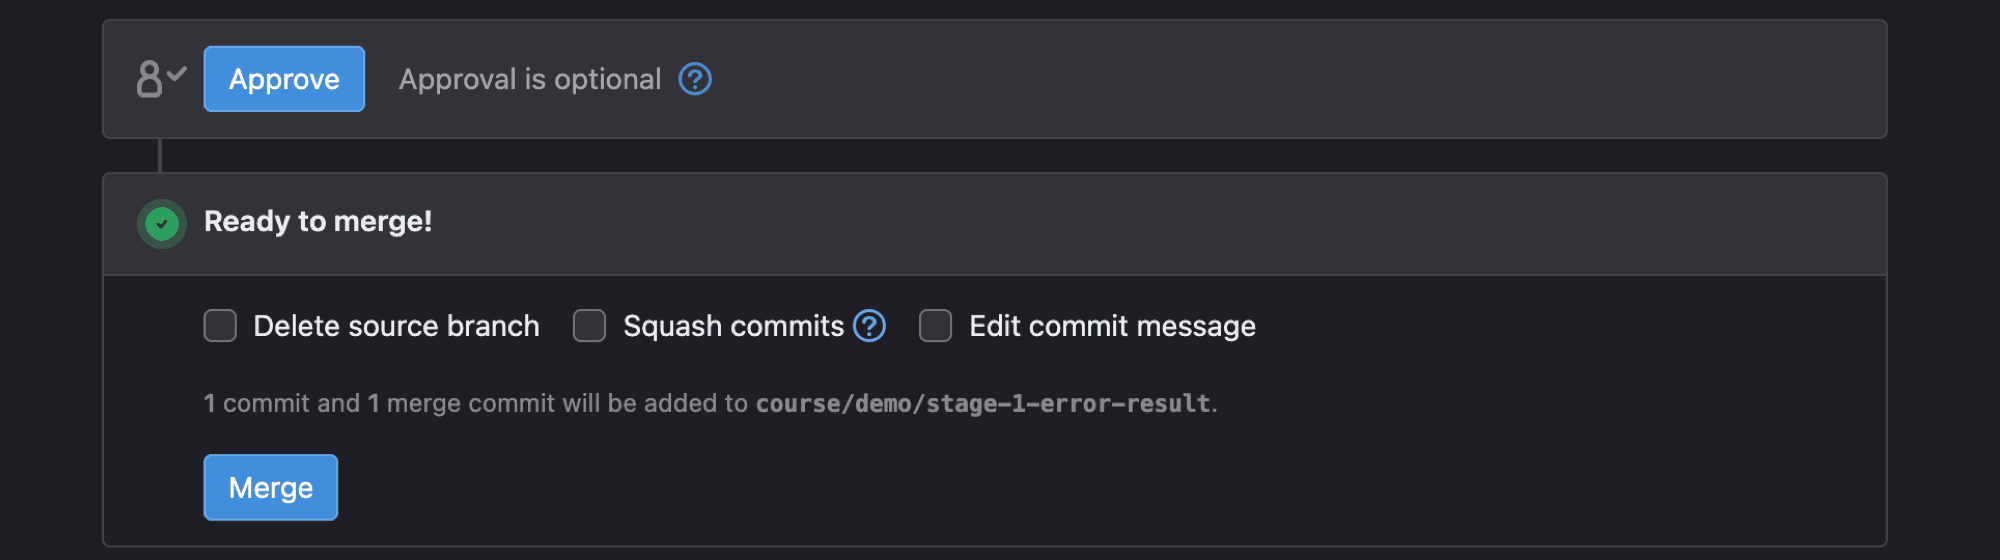 Approve Approval is optional ?
Ready to merge!
Delete source branch Squash commits ? Edit commit message
1 commit and 1 merge commit will be added to course/demo/stage-1-error-result.
Merge